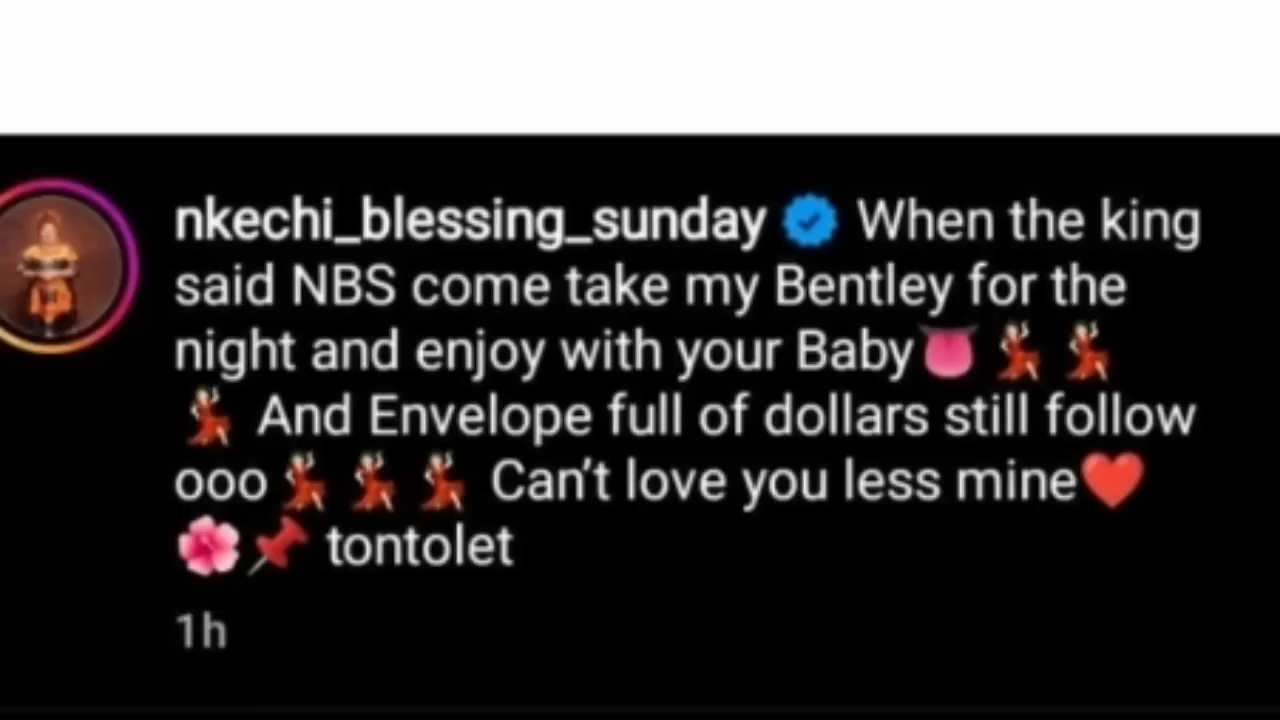 nkechi_blessing_sunday When the king
said NBS come take my Bentley for the
night and enjoy with your Baby👅💃💃
💃 And Envelope full of dollars still follow
ooo💃💃💃 Can't love you less mine❤️
🌺📌 tontolet
1h